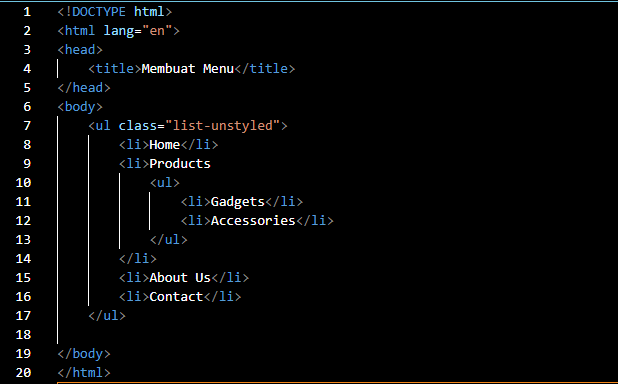 1 <!DOCTYPE html>
2 <html lang="en">
3 <head>
4     <title>Membuat Menu</title>
5 </head>
6 <body>
7     <ul class="list-unstyled">
8         <li>Home</li>
9         <li>Products
10             <ul>
11                 <li>Gadgets</li>
12                 <li>Accessories</li>
13             </ul>
14         </li>
15         <li>About Us</li>
16         <li>Contact</li>
17     </ul>
18
19 </body>
20 </html>